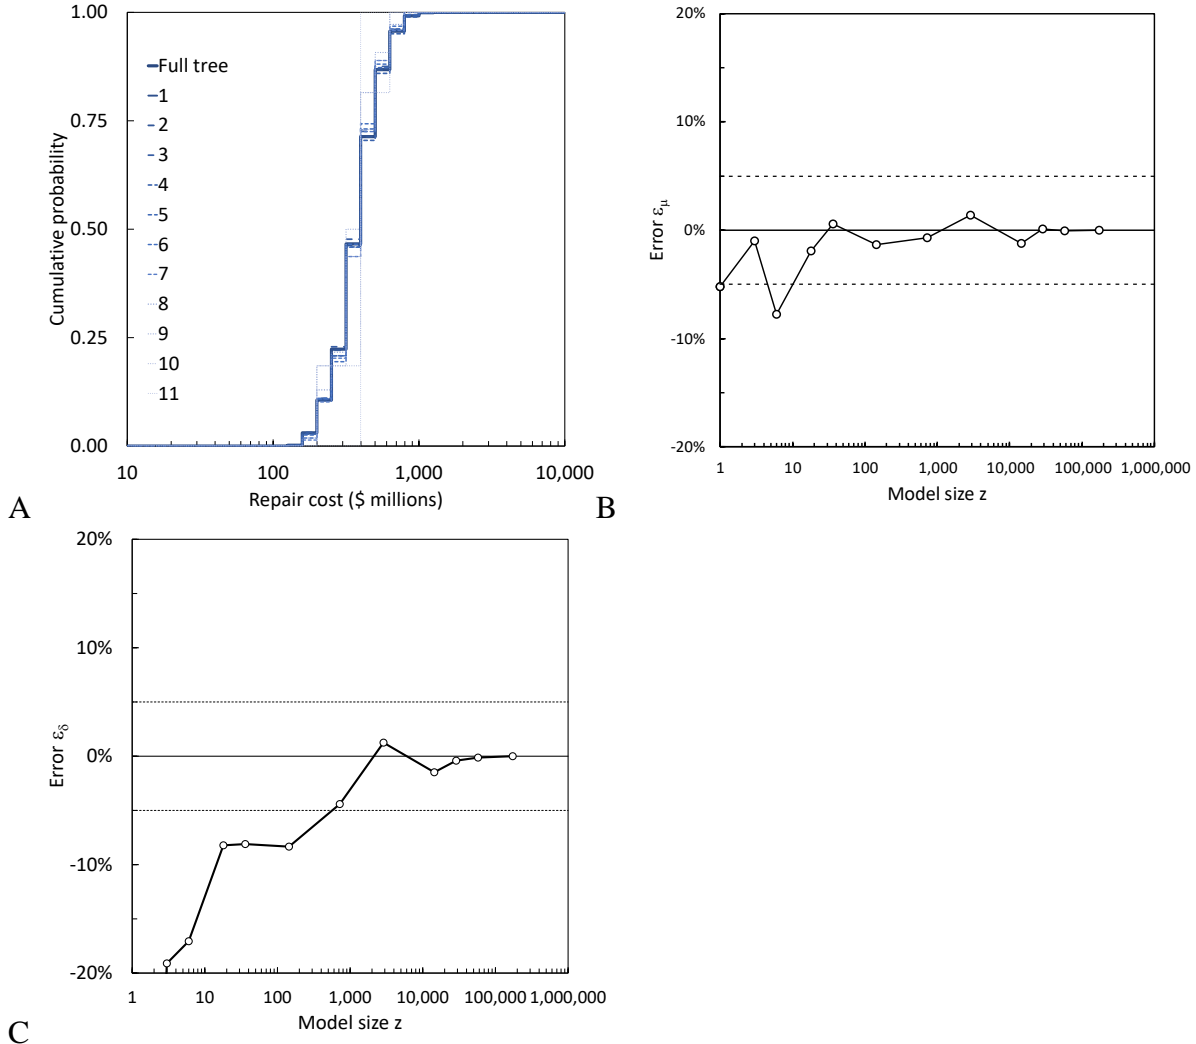 1.00
0.75
0.50
0.25
0.00
Cumulative probability
Full tree
1
2
3
4
5
6
7
8
9
10
11
10 100 1,000 10,000
Repair cost ($ millions)
A
20%
10%
0%
-10%
-20%
Error εμ
1 10 100 1,000 10,000 100,000 1,000,000
Model size z
B
20%
10%
0%
-10%
-20%
Error εδ
1 10 100 1,000 10,000 100,000 1,000,000
Model size z
C